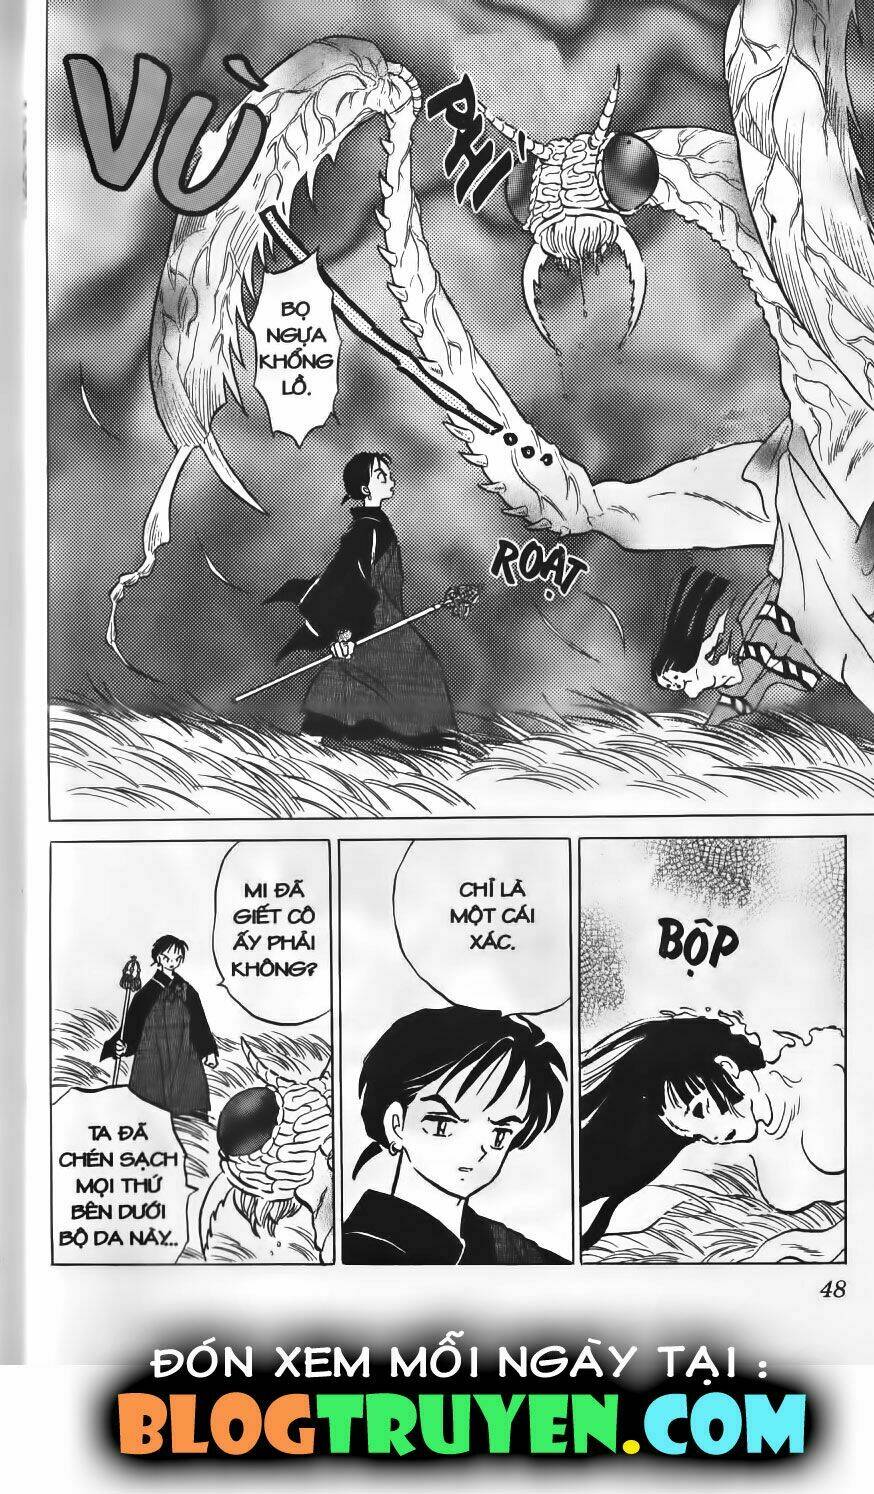 VÙ
PHÌ
BỌ
NGỰA
KHỔNG
LỒ.
ROẠT
BỘP
CHỈ LÀ
MỘT CÁI
XÁC.
MI ĐÃ
GIẾT CÔ
ẤY PHẢI
KHÔNG?
TA ĐÃ
CHÉN SẠCH
MỌI THỨ
BÊN DƯỚI
BỘ DA NÀY...
48
ĐÓN XEM MỖI NGÀY TẠI :
BLOGTRUYEN.COM